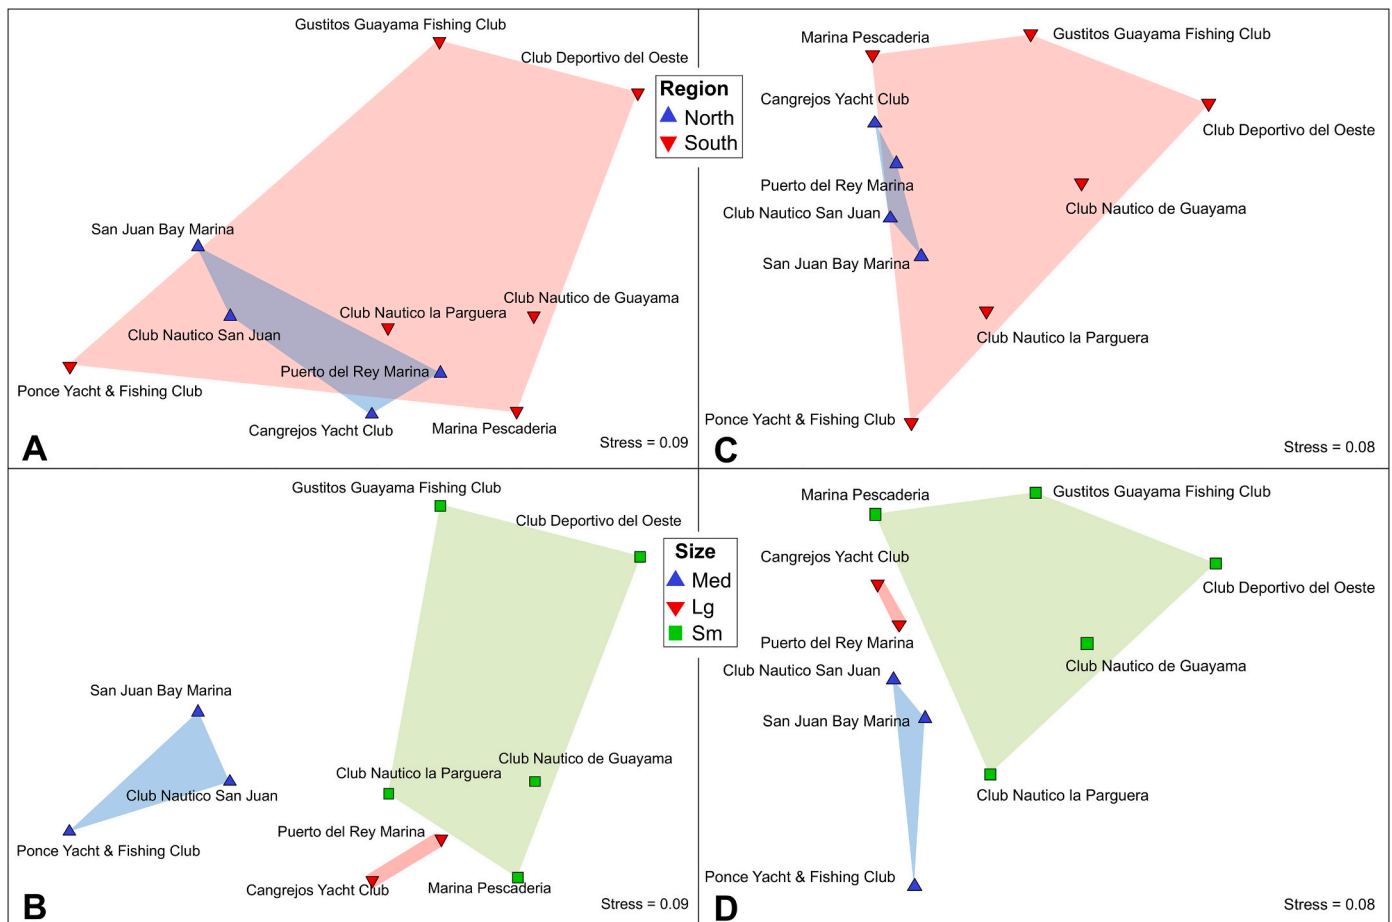 Gustitos Guayama Fishing Club
Club Deportivo del Oeste
Region
North
South
San Juan Bay Marina
Club Nautico de Guayama
Club Nautico la Parguera
Club Nautico San Juan
Puerto del Rey Marina
Ponce Yacht & Fishing Club
Cangrejos Yacht Club
Marina Pescaderia
A
Stress = 0.09
Marina Pescaderia
Gustitos Guayama Fishing Club
Cangrejos Yacht Club
Club Deportivo del Oeste
Puerto del Rey Marina
Club Nautico de Guayama
Club Nautico San Juan
San Juan Bay Marina
Club Nautico la Parguera
Ponce Yacht & Fishing Club
C
Stress = 0.08
Gustitos Guayama Fishing Club
Club Deportivo del Oeste
Size
Med
Lg
Sm
San Juan Bay Marina
Club Nautico de Guayama
Club Nautico la Parguera
Club Nautico San Juan
Puerto del Rey Marina
Ponce Yacht & Fishing Club
Cangrejos Yacht Club
Marina Pescaderia
B
Stress = 0.09
Marina Pescaderia
Gustitos Guayama Fishing Club
Cangrejos Yacht Club
Club Deportivo del Oeste
Puerto del Rey Marina
Club Nautico de Guayama
Club Nautico San Juan
San Juan Bay Marina
Club Nautico la Parguera
Ponce Yacht & Fishing Club
D
Stress = 0.08